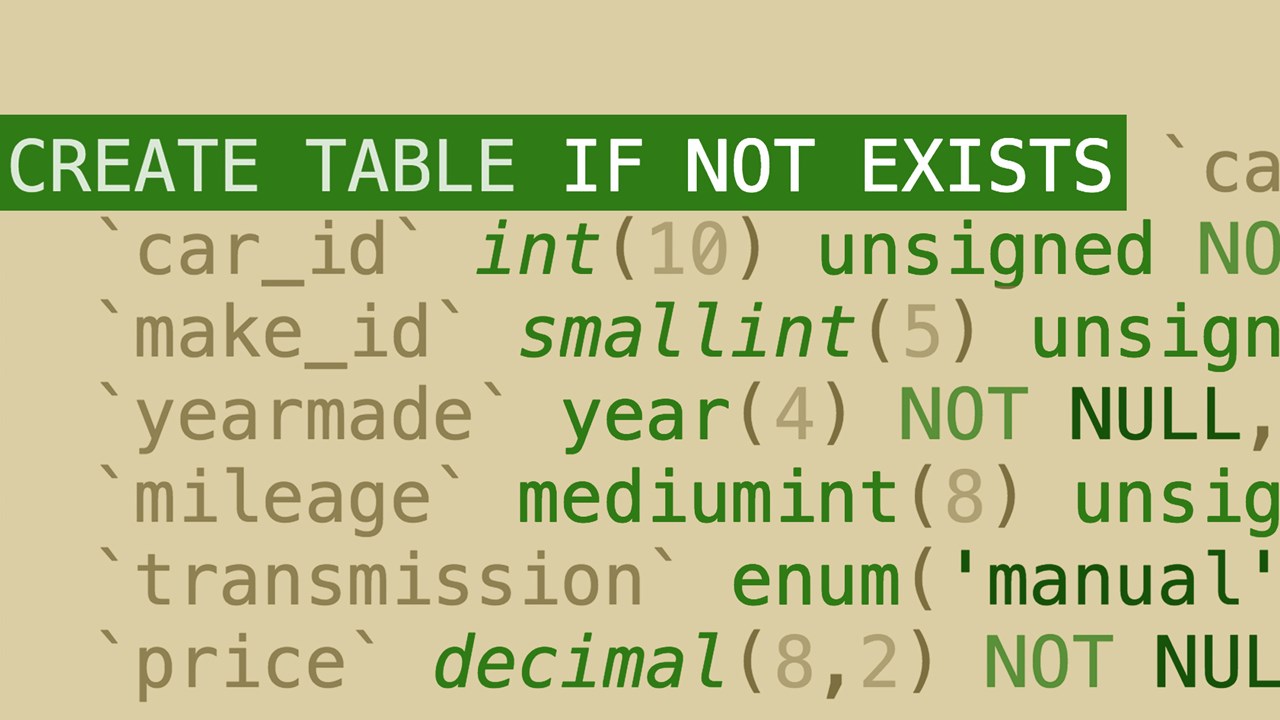 CREATE TABLE IF NOT EXISTS `ca
`car_id` int(10) unsigned NO
`make_id` smallint(5) unsign
`yearmade` year(4) NOT NULL,
`mileage` mediumint(8) unsig
`transmission` enum('manual'
`price` decimal(8,2) NOT NUL